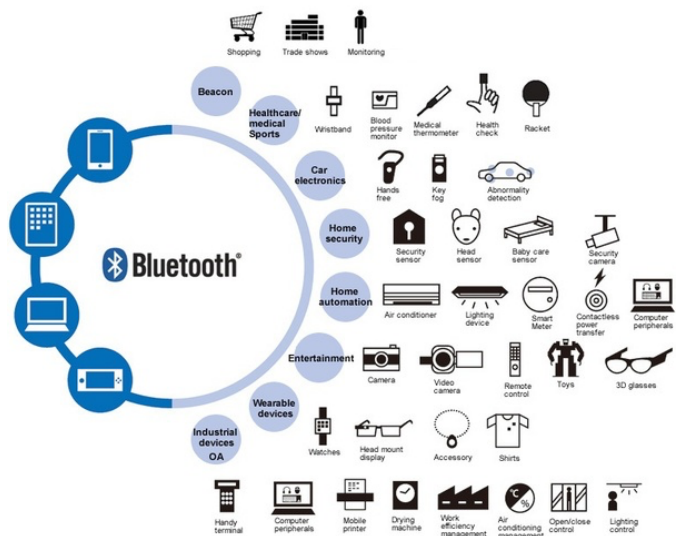 Shopping
Trade shows
Monitoring
Beacon
Healthcare/
medical
Sports
Wristband
Blood
pressure
monitor
Medical
thermometer
Health
check
Racket
Car
electronics
Hands
free
Key
fog
Abnormality
detection
Home
security
Security
sensor
Head
sensor
Baby care
sensor
Security
camera
Bluetooth®
Home
automation
Air conditioner
Lighting
device
Smart
Meter
Contactless
power
transfer
Computer
peripherals
Entertainment
Camera
Video
camera
Remote
control
Toys
3D glasses
Wearable
devices
Watches
Head mount
display
Accessory
Shirts
Industrial
devices
OA
Handy
terminal
Computer
peripherals
Mobile
printer
Drying
machine
Work
efficiency
management
°C
%
Air
conditioning
management
Open/close
control
Lighting
control